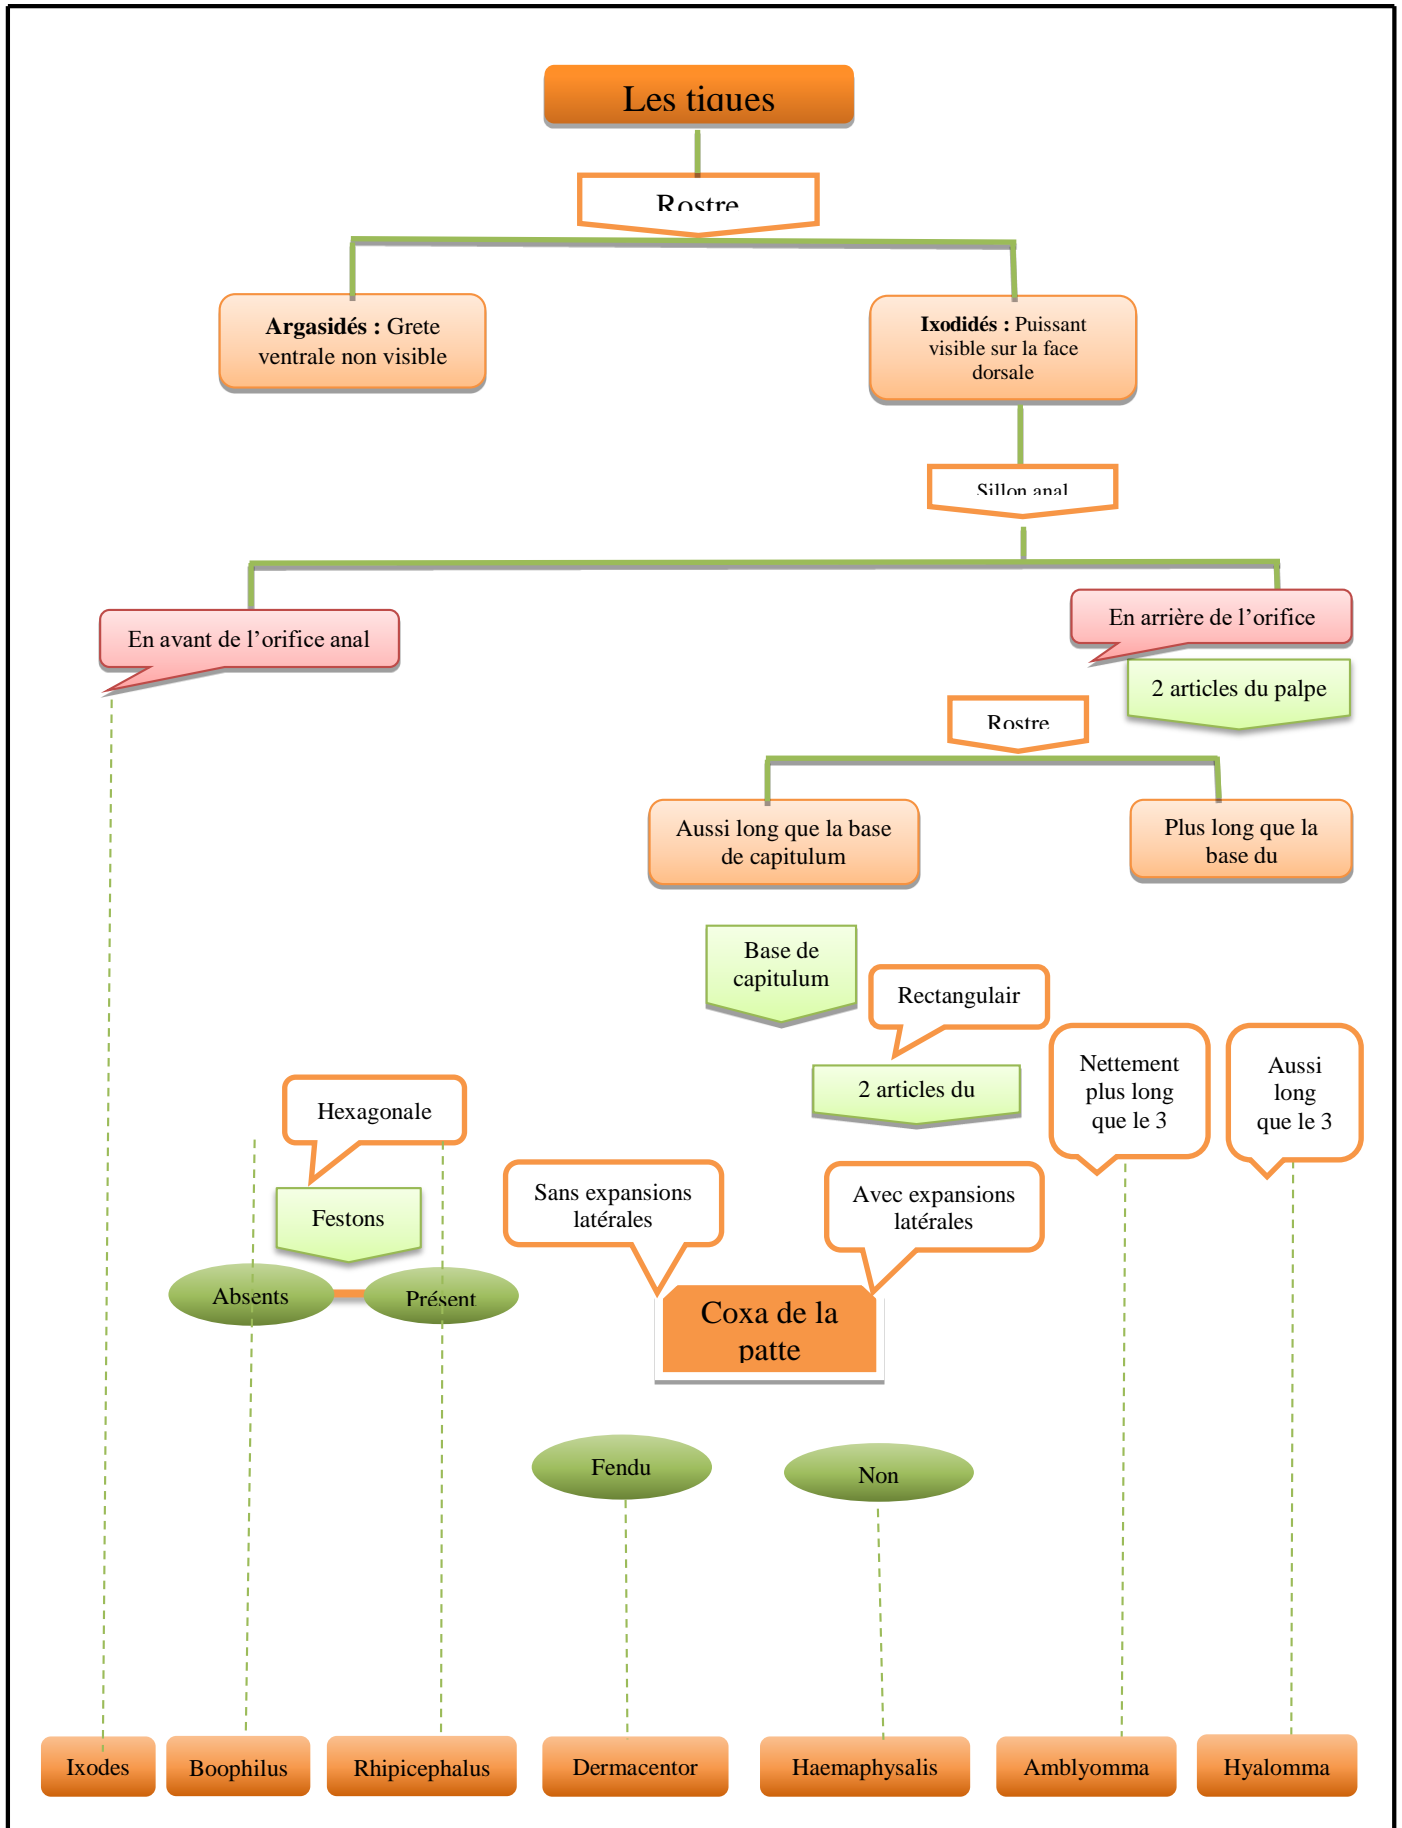 Les tiques
Rostre
Argasidés : Grete
ventrale non visible
Ixodidés : Puissant
visible sur la face
dorsale
Sillon anal
En avant de l’orifice anal
En arrière de l’orifice
2 articles du palpe
Rostre
Aussi long que la base
de capitulum
Plus long que la
base du
Base de
capitulum
Rectangulair
2 articles du
Nettement
plus long
que le 3
Aussi
long
que le 3
Hexagonale
Festons
Sans expansions
latérales
Avec expansions
latérales
Absents
Présent
Coxa de la
patte
Fendu
Non
Ixodes
Boophilus
Rhipicephalus
Dermacentor
Haemaphysalis
Amblyomma
Hyalomma